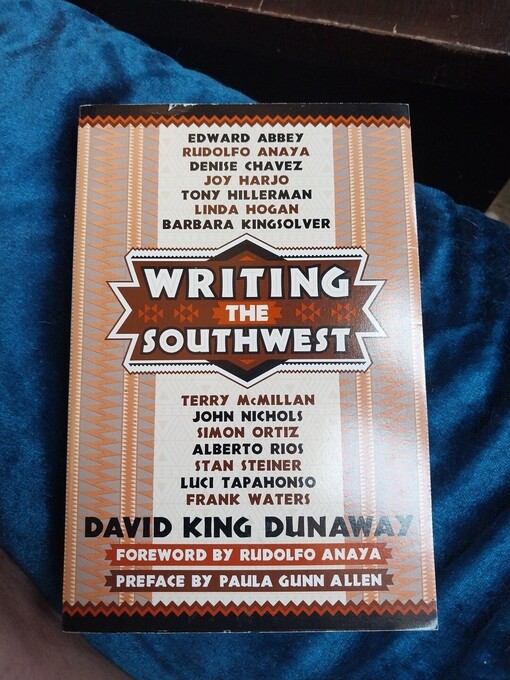 EDWARD ABBEY
RUDOLFO ANAYA
DENISE CHAVEZ
JOY HARJO
TONY HILLERMAN
LINDA HOGAN
BARBARA KINGSOLVER
WRITING
THE
SOUTHWEST
TERRY McMILLAN
JOHN NICHOLS
SIMON ORTIZ
ALBERTO RIOS
STAN STEINER
LUCI TAPAHONSO
FRANK WATERS
DAVID KING DUNAWAY
FOREWORD BY RUDOLFO ANAYA
PREFACE BY PAULA GUNN ALLEN